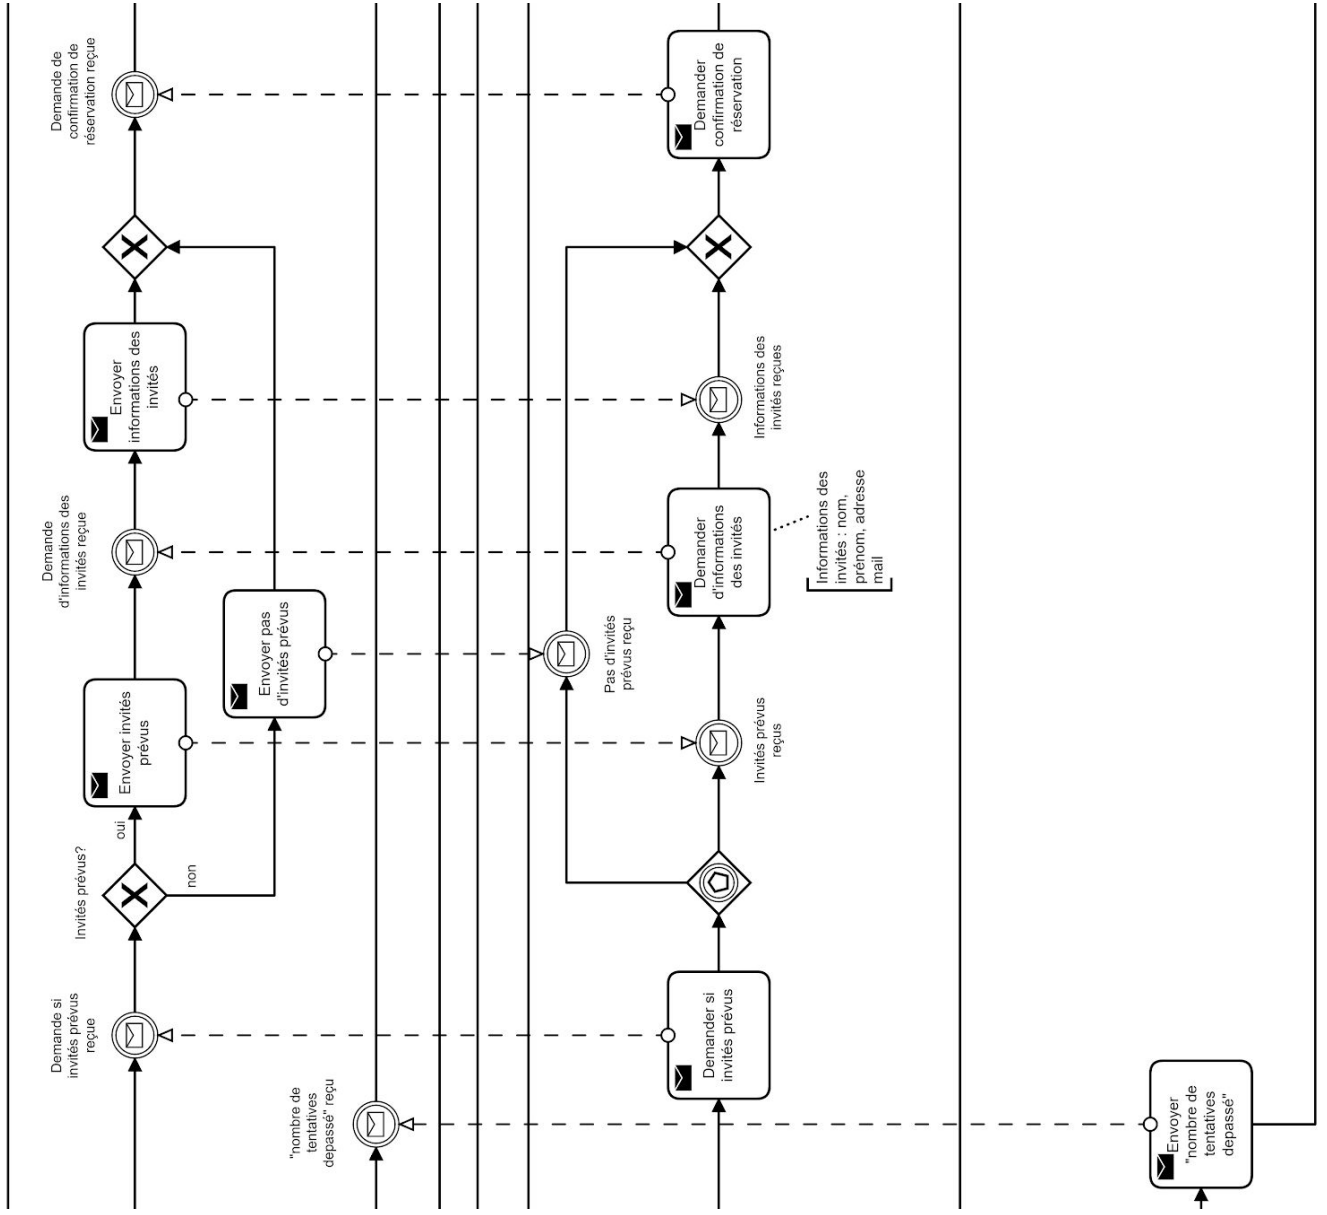 Demande de
confirmation de
réservation reçue
Demander
confirmation de
réservation
Envoyer
informations des
invités
Informations des
invités reçues
Demande
d'informations des
invités reçue
Demander
d'informations
des invités
Informations des
invités : nom,
prénom, adresse
mail
Envoyer pas
d'invités prévus
Pas d'invités
prévus reçu
Envoyer invités
prévus
Invités prévus
reçus
oui
Invités prévus?
non
Demande si
invités prévus
reçue
Demander si
invités prévus
"nombre de
tentatives
depassé" reçu
Envoyer
"nombre de
tentatives
depassé"